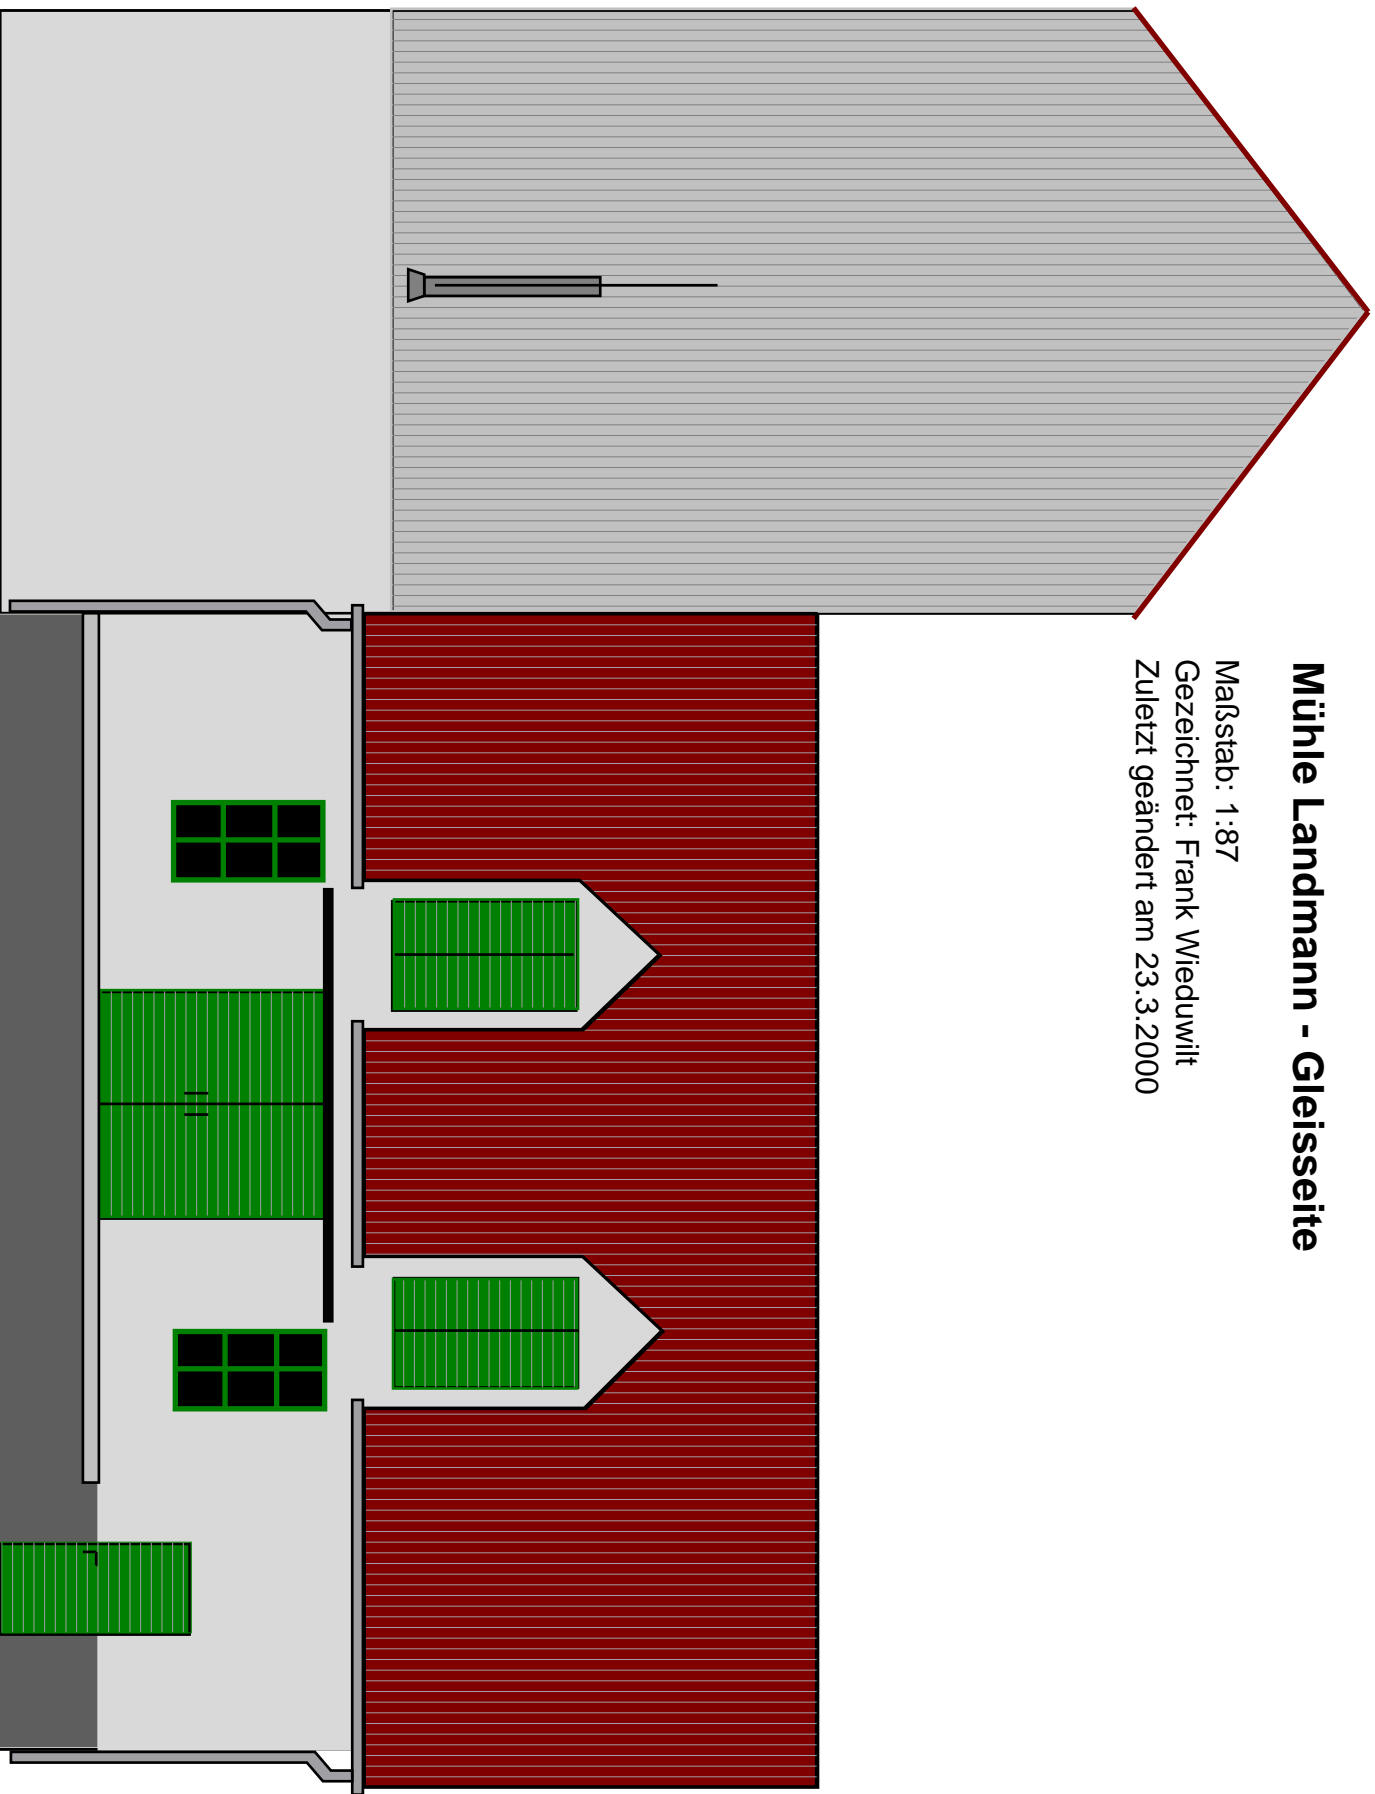 Mühle Landmann - Gleisseite
Maßstab: 1:87
Gezeichnet: Frank Wieduwilt
Zuletzt geändert am 23.3.2000